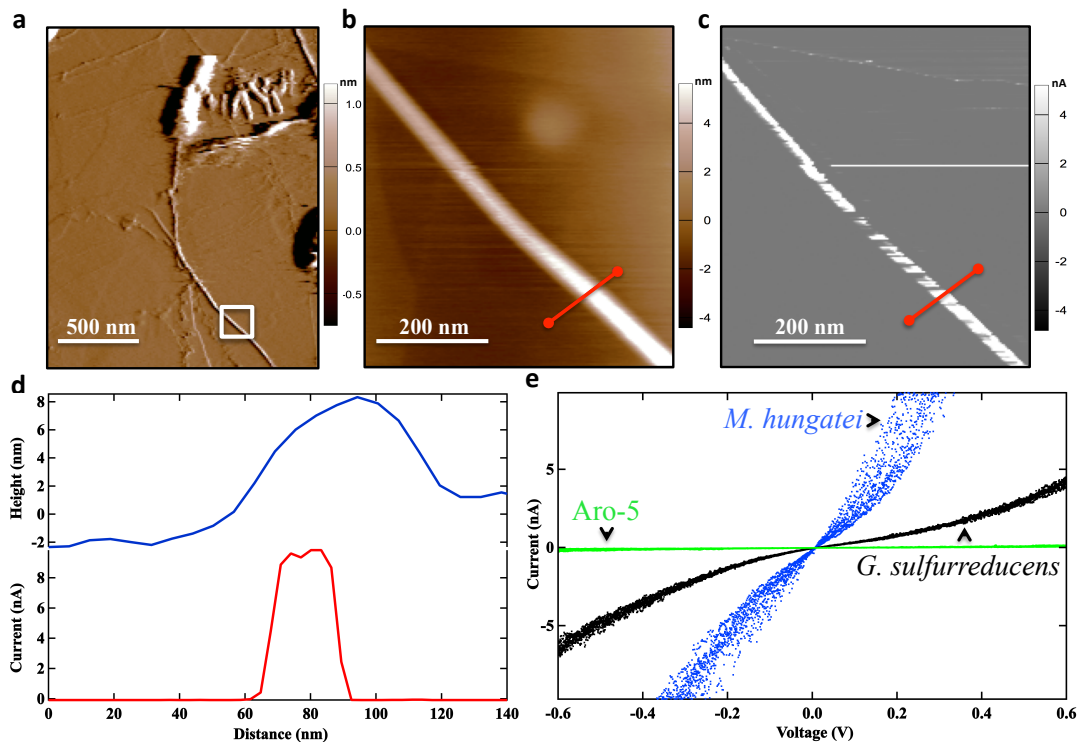 a
nm
1.0
0.5
0.0
-0.5
500 nm
b
nm
4
2
0
-2
-4
200 nm
c
nA
4
2
0
-2
-4
200 nm
d
Height (nm)
8
6
4
2
0
-2
Current (nA)
8
6
4
2
0
0 20 40 60 80 100 120 140
Distance (nm)
e
M. hungatei
Aro-5
G. sulfurreducens
Current (nA)
5
0
-5
-0.6 -0.4 -0.2 0.0 0.2 0.4 0.6
Voltage (V)